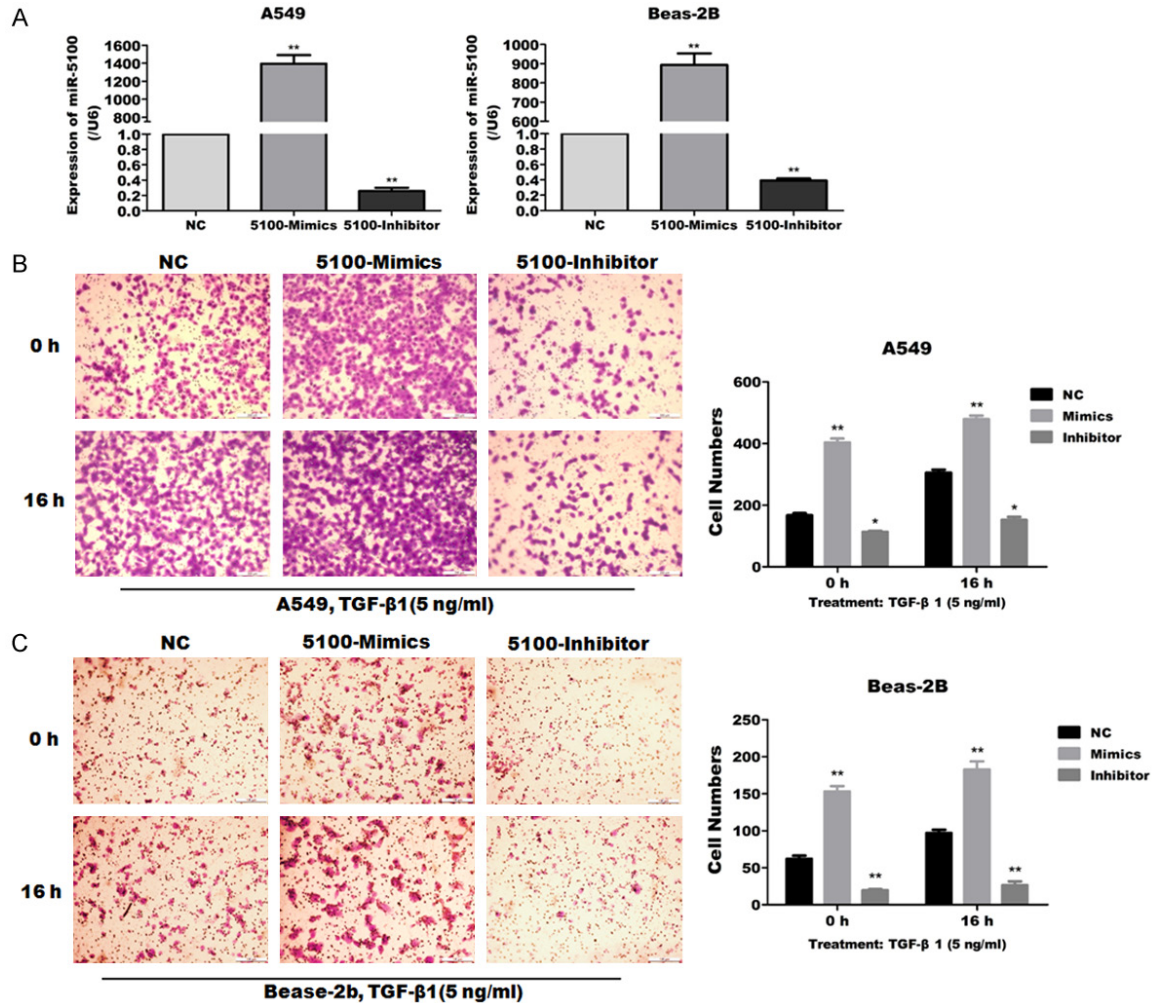 A
A549
Expression of miR-5100
(/U6)
1600
1400
1200
1000
800
1.0
0.8
0.6
0.4
0.2
0.0
**
**
NC
5100-Mimics
5100-Inhibitor
Beas-2B
Expression of miR-5100
(/U6)
1000
900
800
700
600
1.0
0.8
0.6
0.4
0.2
0.0
**
**
NC
5100-Mimics
5100-Inhibitor
B
NC
5100-Mimics
5100-Inhibitor
0 h
16 h
A549, TGF-β1(5 ng/ml)
A549
Cell Numbers
600
400
200
0
**
*
**
*
0 h
16 h
Treatment: TGF-β 1 (5 ng/ml)
NC
Mimics
Inhibitor
C
NC
5100-Mimics
5100-Inhibitor
0 h
16 h
Bease-2b, TGF-β1(5 ng/ml)
Beas-2B
Cell Numbers
250
200
150
100
50
0
**
**
**
**
0 h
16 h
Treatment: TGF-β 1 (5 ng/ml)
NC
Mimics
Inhibitor